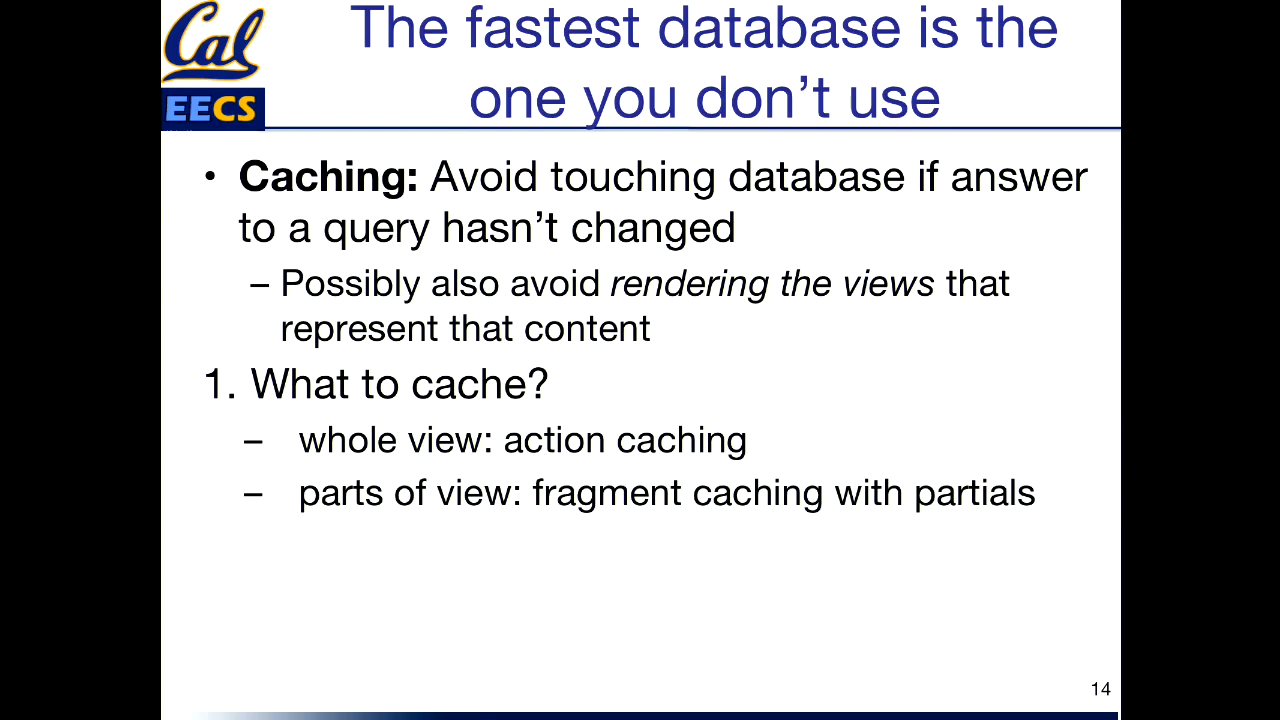 Cal
EECS
The fastest database is the
one you don’t use
• Caching: Avoid touching database if answer
to a query hasn’t changed
– Possibly also avoid rendering the views that
represent that content
1. What to cache?
– whole view: action caching
– parts of view: fragment caching with partials
14